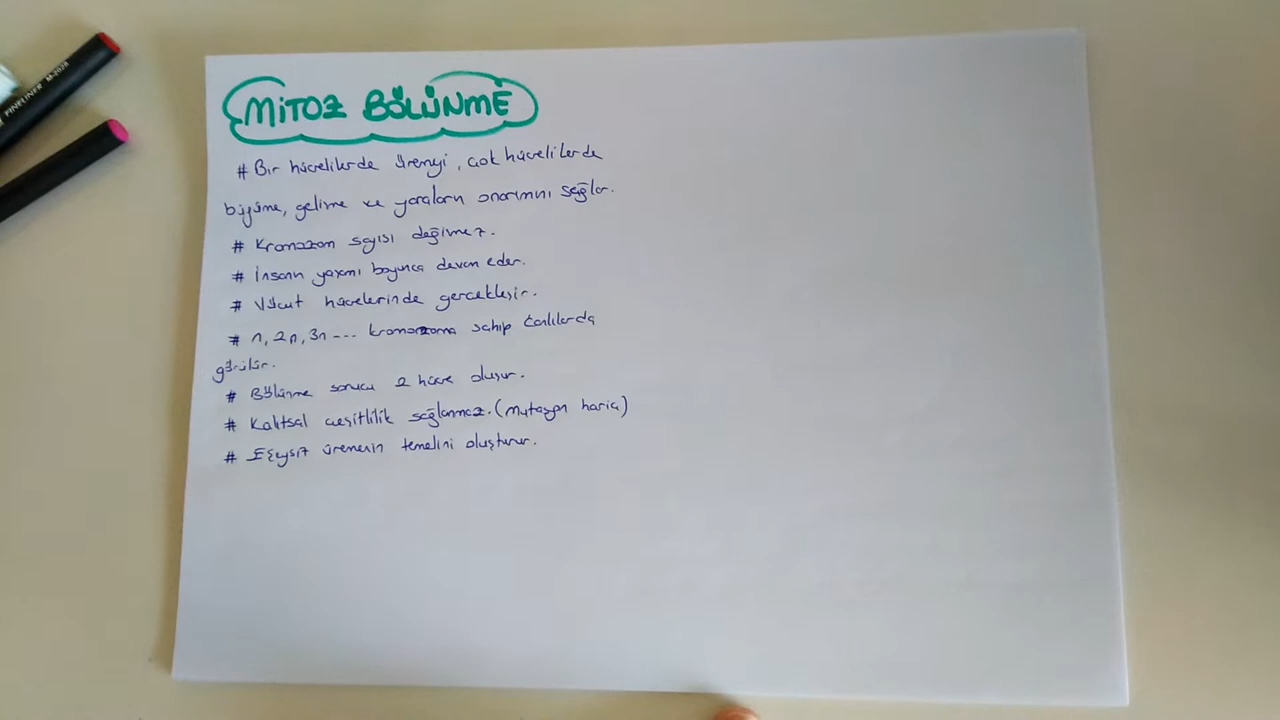 FINELINER M-2028
MİTOZ BÖLÜNME
# Bir hücrelilerde üremeyi, çok hücrelilerde
büyüme, gelişme ve yaraların onarımını sağlar.
# Kromozom sayısı değişmez.
# İnsanın yaşamı boyunca devam eder.
# Vücut hücrelerinde gerçekleşir.
# n, 2n, 3n --- kromozoma sahip canlılarda
görülür.
# Bölünme sonucu 2 hücre oluşur.
# Kalıtsal çeşitlilik sağlanmaz. (mutasyon hariç)
# Eşeysiz üremenin temelini oluşturur.